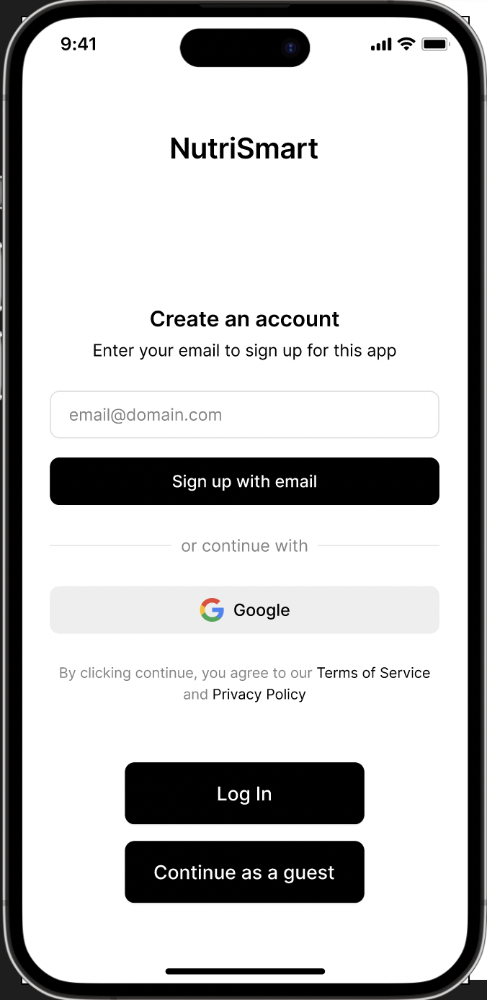 9:41
NutriSmart
Create an account
Enter your email to sign up for this app
email@domain.com
Sign up with email
or continue with
Google
By clicking continue, you agree to our Terms of Service
and Privacy Policy
Log In
Continue as a guest